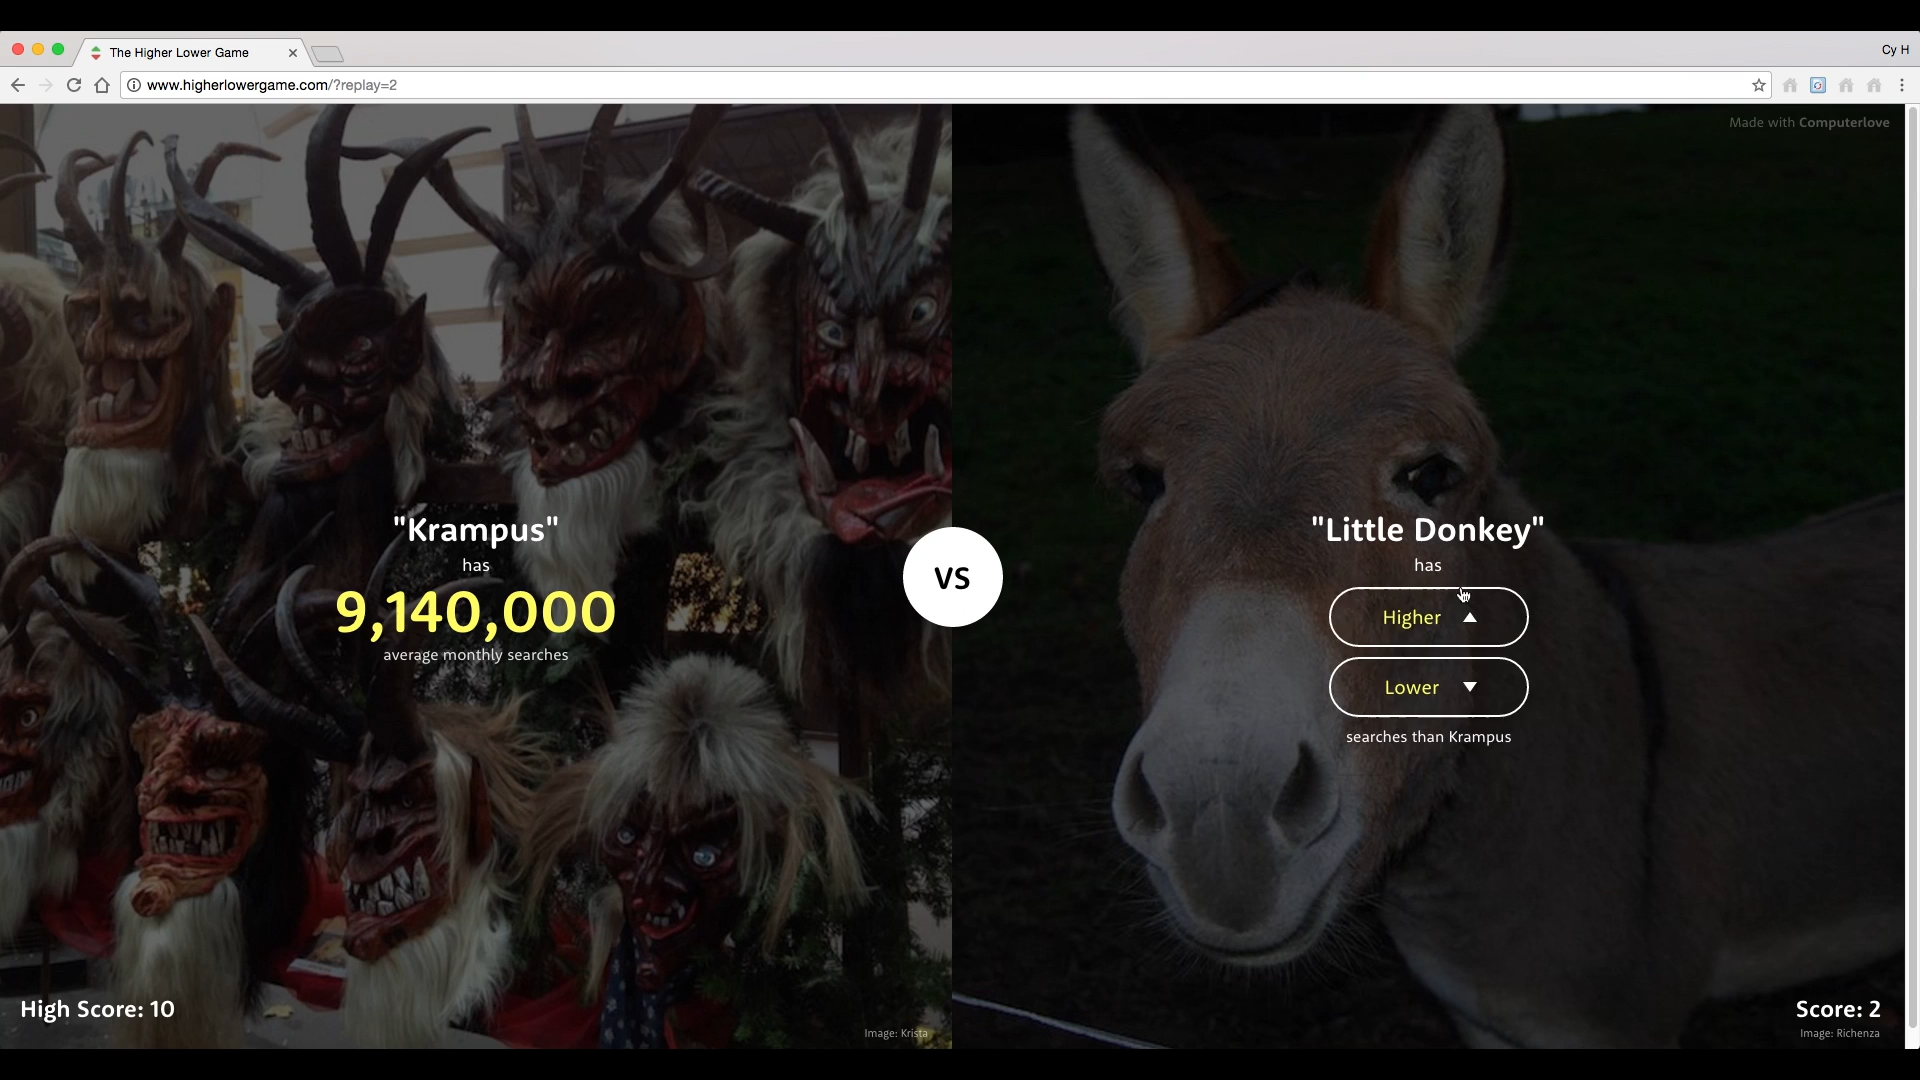 The Higher Lower Game
Cy H
www.higherlowergame.com/?replay=2
Made with Computerlove
"Krampus"
has
9,140,000
average monthly searches
VS
"Little Donkey"
has
Higher
Lower
searches than Krampus
High Score: 10
Image: Krista
Score: 2
Image: Richenza